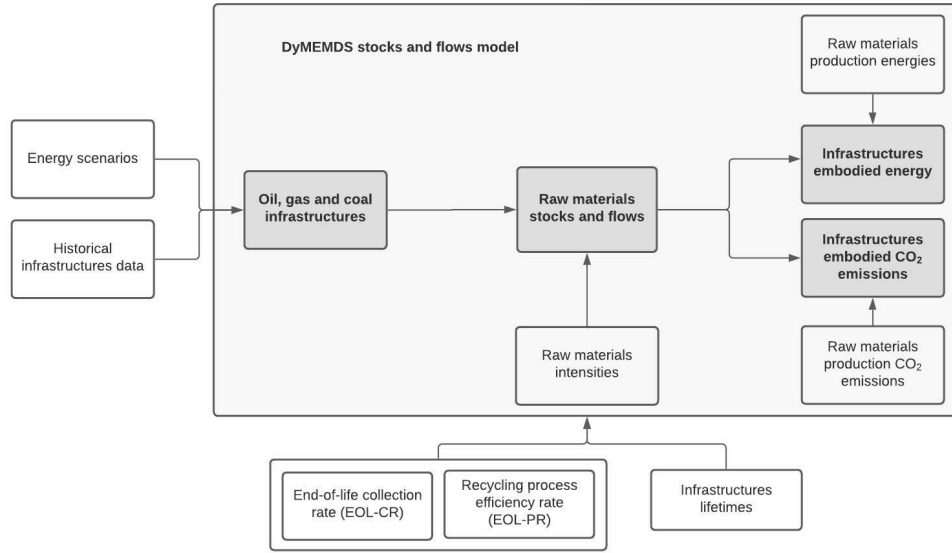 DyMEMDS stocks and flows model
Raw materials
production energies
Energy scenarios
Infrastructures
embodied energy
Oil, gas and coal
infrastructures
Raw materials
stocks and flows
Historical
infrastructures data
Infrastructures
embodied CO₂
emissions
Raw materials
intensities
Raw materials
production CO₂
emissions
End-of-life collection
rate (EOL-CR)
Recycling process
efficiency rate
(EOL-PR)
Infrastructures
lifetimes